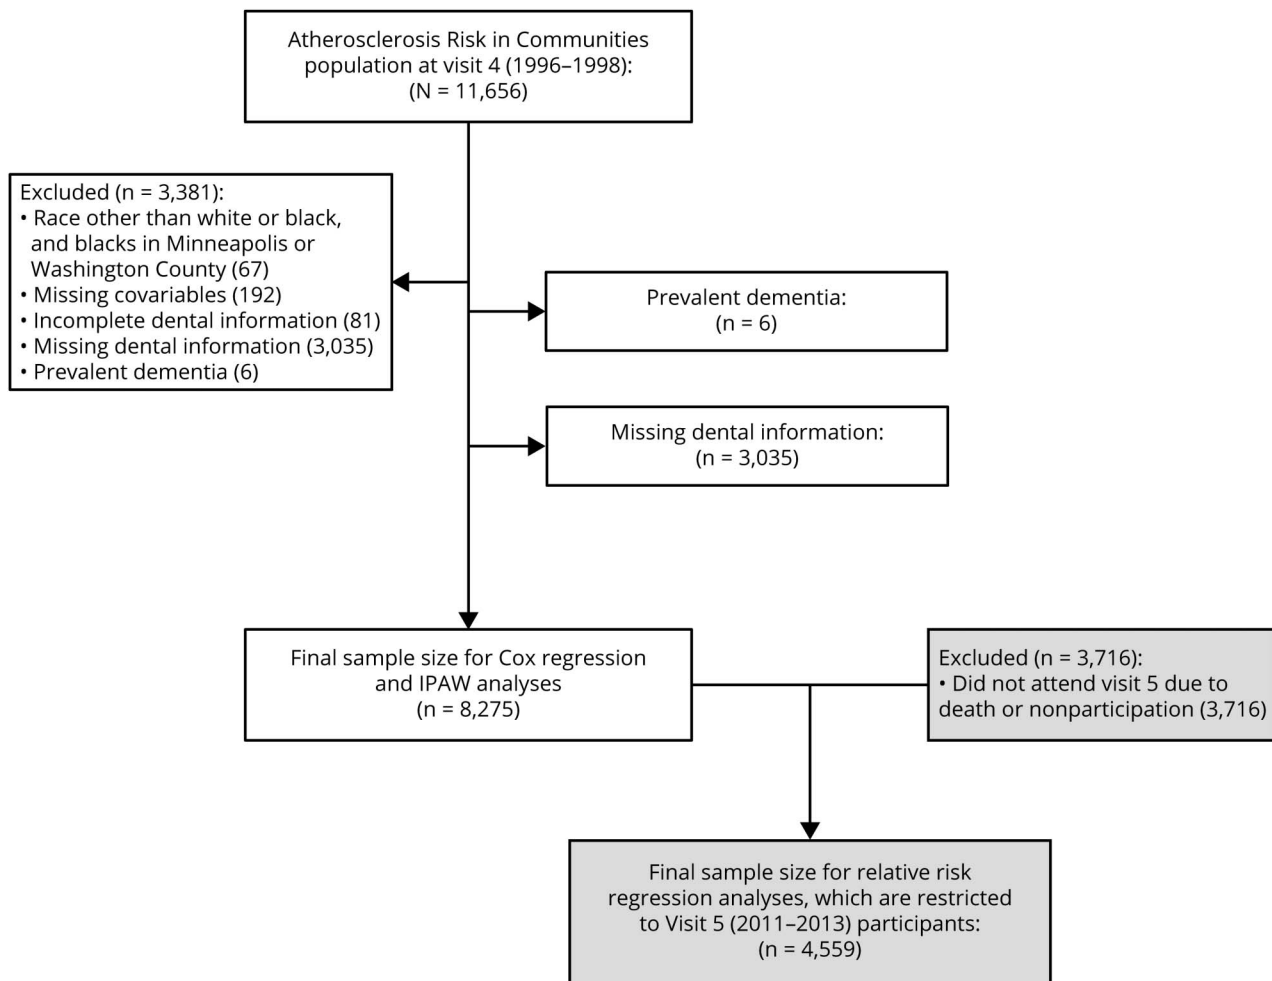 Atherosclerosis Risk in Communities
population at visit 4 (1996–1998):
(N = 11,656)
Excluded (n = 3,381):
• Race other than white or black,
and blacks in Minneapolis or
Washington County (67)
• Missing covariables (192)
• Incomplete dental information (81)
• Missing dental information (3,035)
• Prevalent dementia (6)
Prevalent dementia:
(n = 6)
Missing dental information:
(n = 3,035)
Final sample size for Cox regression
and IPAW analyses
(n = 8,275)
Excluded (n = 3,716):
• Did not attend visit 5 due to
death or nonparticipation (3,716)
Final sample size for relative risk
regression analyses, which are restricted
to Visit 5 (2011–2013) participants:
(n = 4,559)